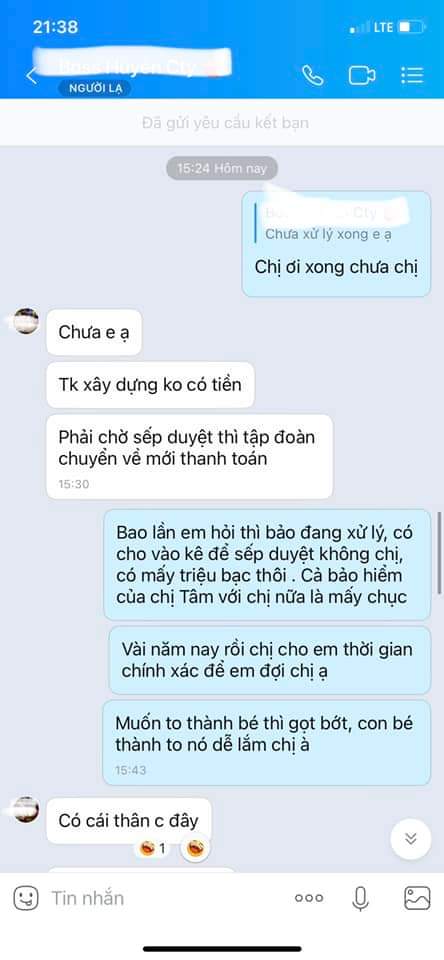 21:38
LTE
NGƯỜI LẠ
Đã gửi yêu cầu kết bạn
15:24 Hôm nay
Chưa xử lý xong e ạ
Chị ơi xong chưa chị
Chưa e ạ
Tk xây dựng ko có tiền
Phải chờ sếp duyệt thì tập đoàn
chuyển về mới thanh toán
15:30
Bao lần em hỏi thì bảo đang xử lý, có
cho vào kê để sếp duyệt không chị,
có mấy triệu bạc thôi . Cả bảo hiểm
của chị Tâm với chị nữa là mấy chục
Vài năm nay rồi chị cho em thời gian
chính xác để em đợi chị ạ
Muốn to thành bé thì gọt bớt, con bé
thành to nó dễ lắm chị à
15:43
Có cái thân c đây
1
Tin nhắn